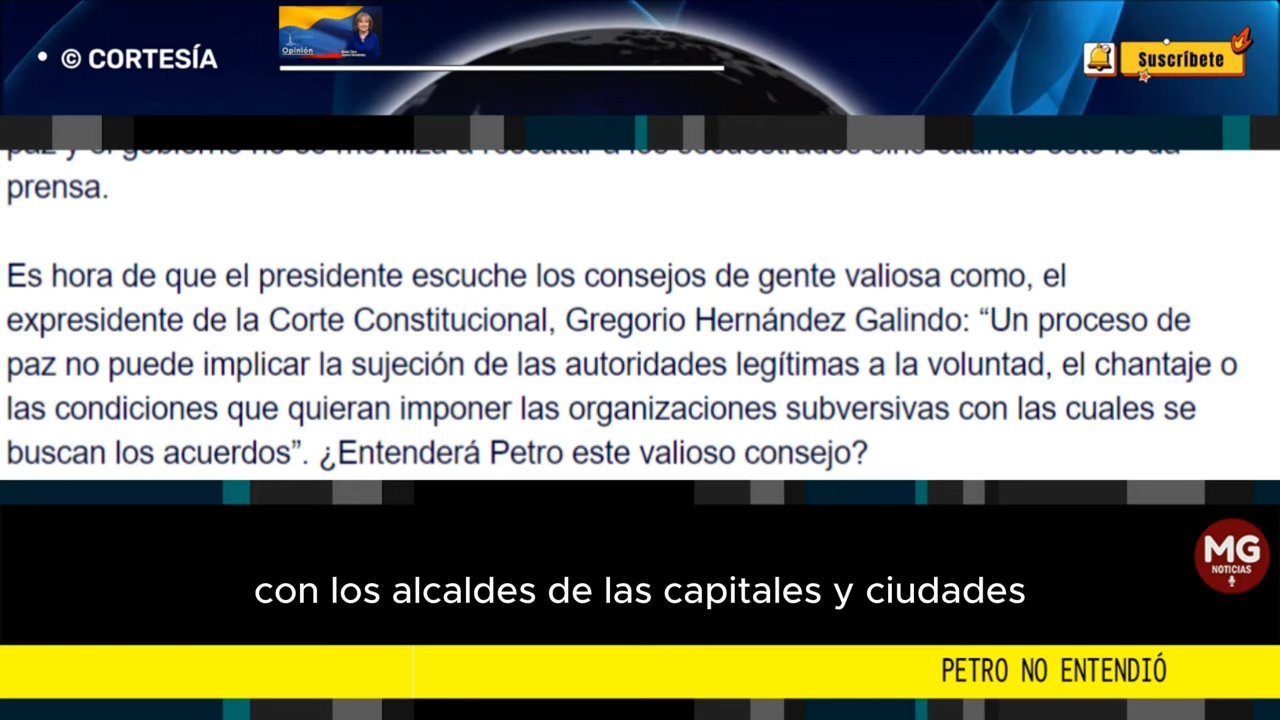 • © CORTESÍA
Opinión
Suscríbete
prensa.
Es hora de que el presidente escuche los consejos de gente valiosa como, el
expresidente de la Corte Constitucional, Gregorio Hernández Galindo: “Un proceso de
paz no puede implicar la sujeción de las autoridades legítimas a la voluntad, el chantaje o
las condiciones que quieran imponer las organizaciones subversivas con las cuales se
buscan los acuerdos”. ¿Entenderá Petro este valioso consejo?
MG
NOTICIAS
con los alcaldes de las capitales y ciudades
PETRO NO ENTENDIÓ